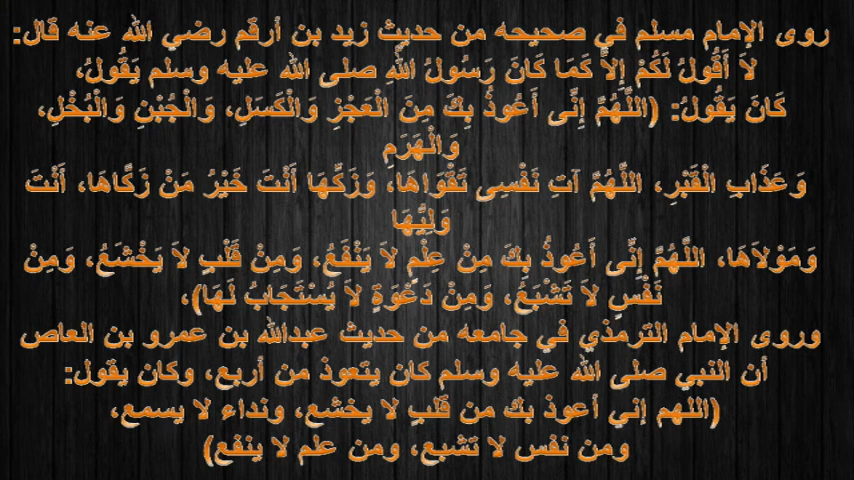 روى الإمام مسلم في صحيحه من حديث زيد بن أرقم رضي الله عنه قال:
لاَ أَقُولُ لَكُمْ إِلاَّ كَمَا كَانَ رَسُولُ اللَّهِ صلى الله عليه وسلم يَقُولُ،
كَانَ يَقُولُ: (اللَّهُمَّ إِنِّى أَعُوذُ بِكَ مِنَ الْعَجْزِ وَالْكَسَلِ، وَالْجُبْنِ وَالْبُخْلِ،
وَالْهَرَمِ
وَعَذَابِ الْقَبْرِ، اللَّهُمَّ آتِ نَفْسِى تَقْوَاهَا، وَزَكِّهَا أَنْتَ خَيْرُ مَنْ زَكَّاهَا، أَنْتَ
وَلِيُّهَا
وَمَوْلاَهَا، اللَّهُمَّ إِنِّى أَعُوذُ بِكَ مِنْ عِلْمٍ لاَ يَنْفَعُ، وَمِنْ قَلْبٍ لاَ يَخْشَعُ، وَمِنْ
نَفْسٍ لاَ تَشْبَعُ، وَمِنْ دَعْوَةٍ لاَ يُسْتَجَابُ لَهَا)،
وروى الإمام الترمذي في جامعه من حديث عبدالله بن عمرو بن العاص
أن النبي صلى الله عليه وسلم كان يتعوذ من أربع، وكان يقول:
(اللهم إني أعوذ بك من قلبٍ لا يخشع، ونداء لا يسمع،
ومن نفس لا تشبع، ومن علم لا ينفع)